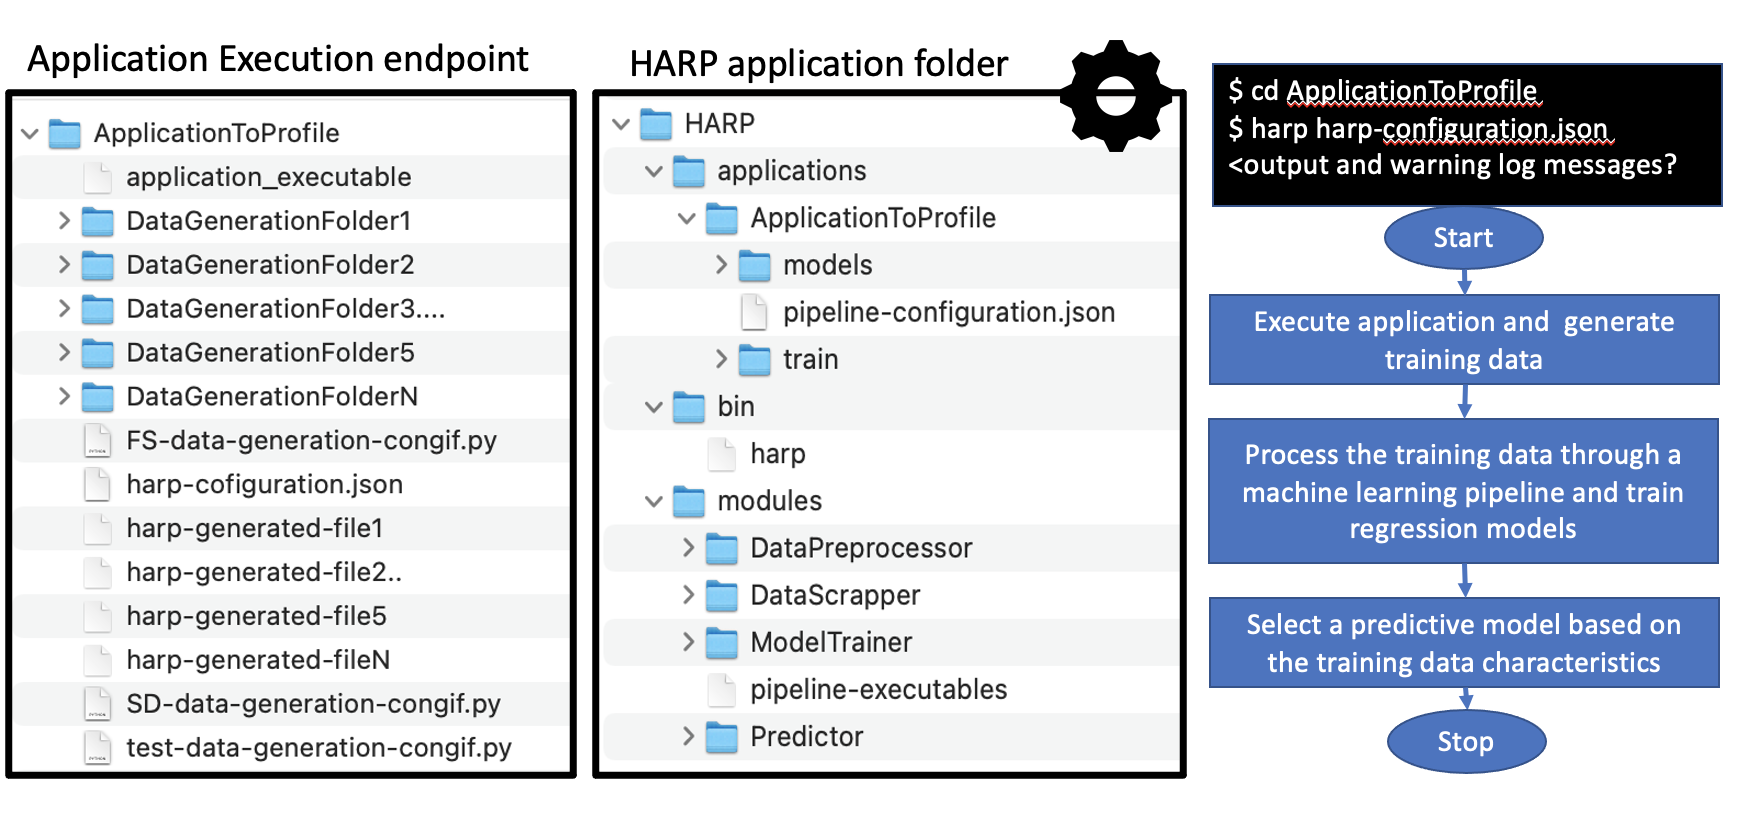 Application Execution endpoint
ApplicationToProfile
application_executable
DataGenerationFolder1
DataGenerationFolder2
DataGenerationFolder3....
DataGenerationFolder5
DataGenerationFolderN
FS-data-generation-congif.py
harp-cofiguration.json
harp-generated-file1
harp-generated-file2..
harp-generated-file5
harp-generated-fileN
SD-data-generation-congif.py
test-data-generation-congif.py
HARP application folder
HARP
applications
ApplicationToProfile
models
pipeline-configuration.json
train
bin
harp
modules
DataPreprocessor
DataScrapper
ModelTrainer
pipeline-executables
Predictor
$ cd ApplicationToProfile
$ harp harp-configuration.json
<output and warning log messages?
Start
Execute application and generate
training data
Process the training data through a
machine learning pipeline and train
regression models
Select a predictive model based on
the training data characteristics
Stop